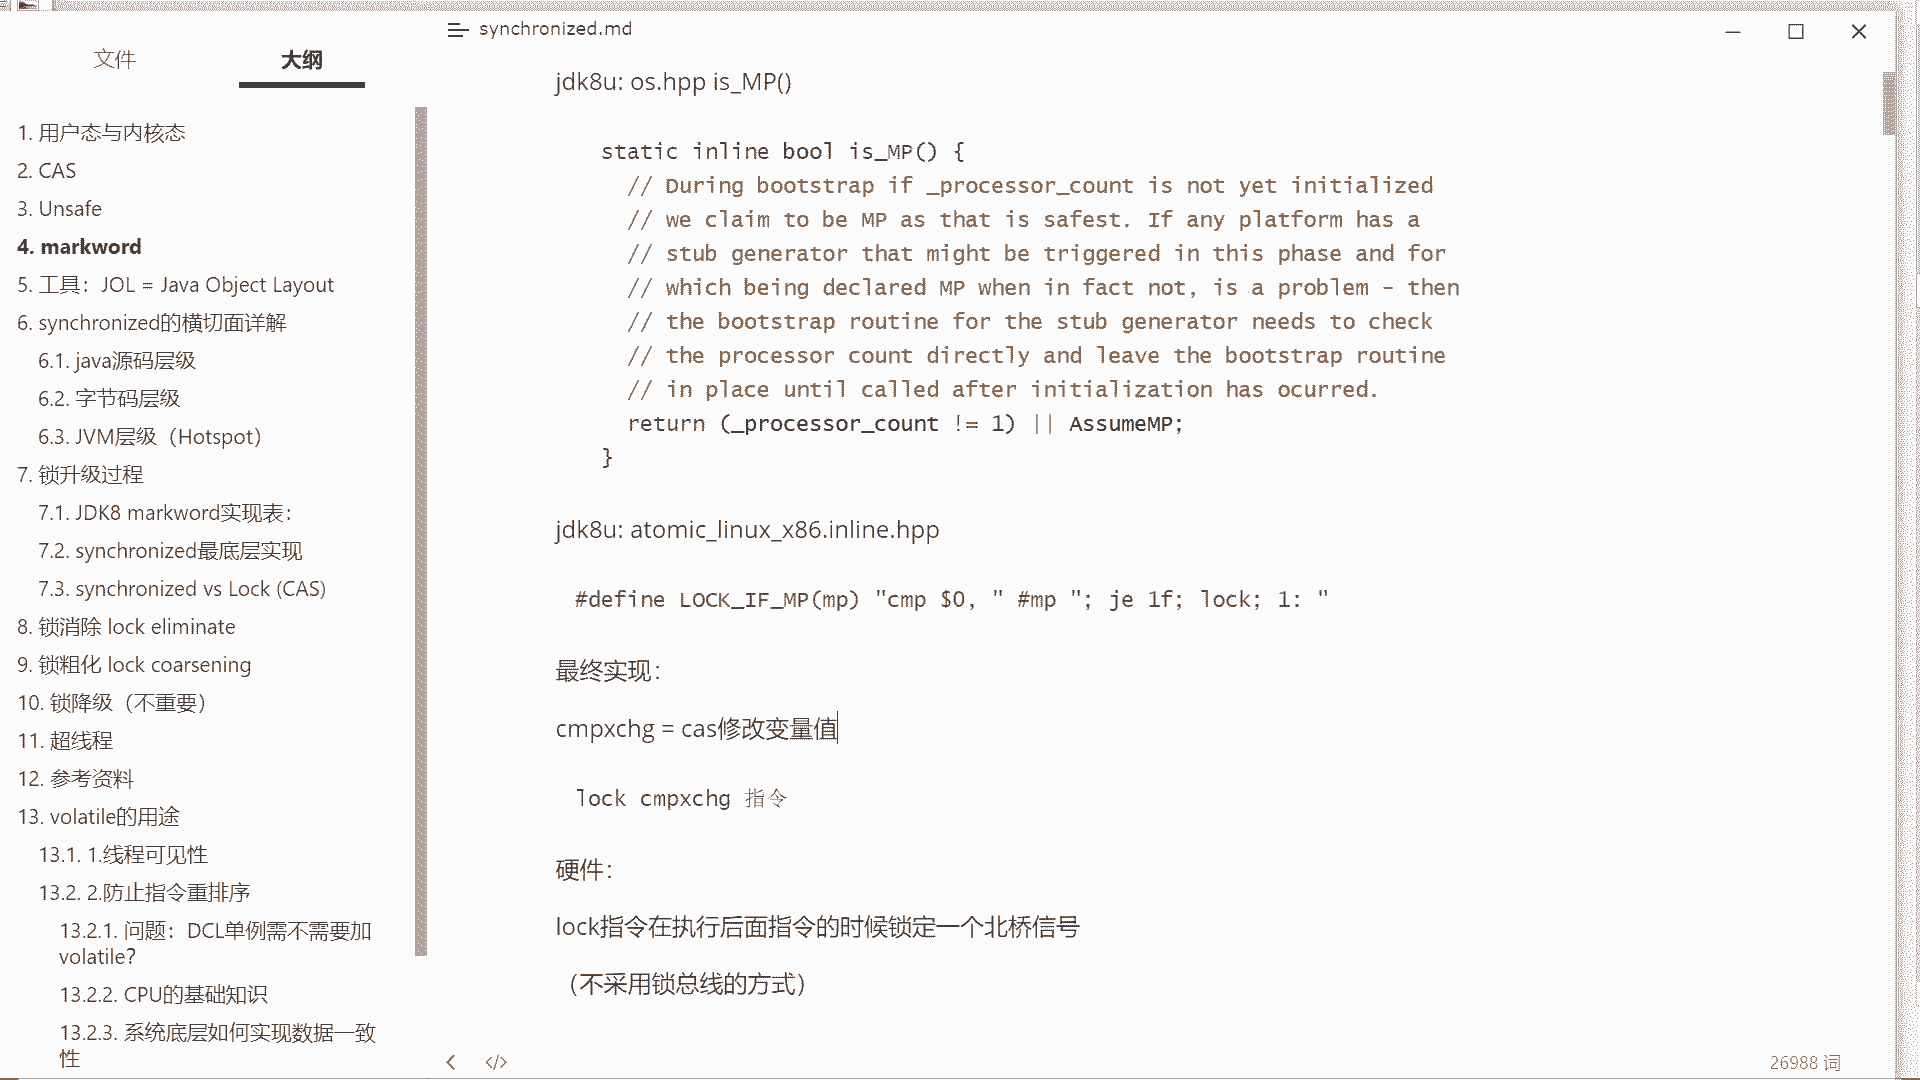 synchronized.md
文件
大纲
1. 用户态与内核态
2. CAS
3. Unsafe
4. markword
5. 工具：JOL = Java Object Layout
6. synchronized的横切面详解
6.1. java源码层级
6.2. 字节码层级
6.3. JVM层级（Hotspot）
7. 锁升级过程
7.1. JDK8 markword实现表：
7.2. synchronized最底层实现
7.3. synchronized vs Lock (CAS)
8. 锁消除 lock eliminate
9. 锁粗化 lock coarsening
10. 锁降级（不重要）
11. 超线程
12. 参考资料
13. volatile的用途
13.1. 1.线程可见性
13.2. 2.防止指令重排序
13.2.1. 问题：DCL单例需不需要加
volatile？
13.2.2. CPU的基础知识
13.2.3. 系统底层如何实现数据一致
性
jdk8u: os.hpp is_MP()
static inline bool is_MP() {
// During bootstrap if _processor_count is not yet initialized
// we claim to be MP as that is safest. If any platform has a
// stub generator that might be triggered in this phase and for
// which being declared MP when in fact not, is a problem - then
// the bootstrap routine for the stub generator needs to check
// the processor count directly and leave the bootstrap routine
// in place until called after initialization has ocurred.
return (_processor_count != 1) || AssumeMP;
}
jdk8u: atomic_linux_x86.inline.hpp
#define LOCK_IF_MP(mp) "cmp $0, " #mp "; je 1f; lock; 1: "
最终实现：
cmpxchg = cas修改变量值
lock cmpxchg 指令
硬件：
lock指令在执行后面指令的时候锁定一个北桥信号
（不采用锁总线的方式）
</> 26988 词